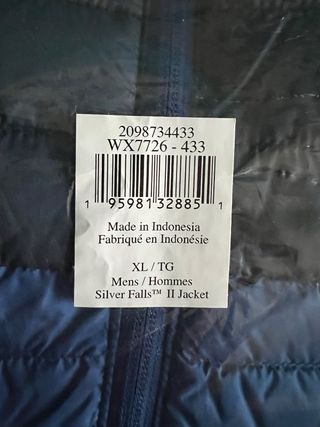 2098734433
WX7726 - 433
1 95981 32885 1
Made in Indonesia
Fabriqué en Indonésie
XL / TG
Mens / Hommes
Silver Falls™ II Jacket